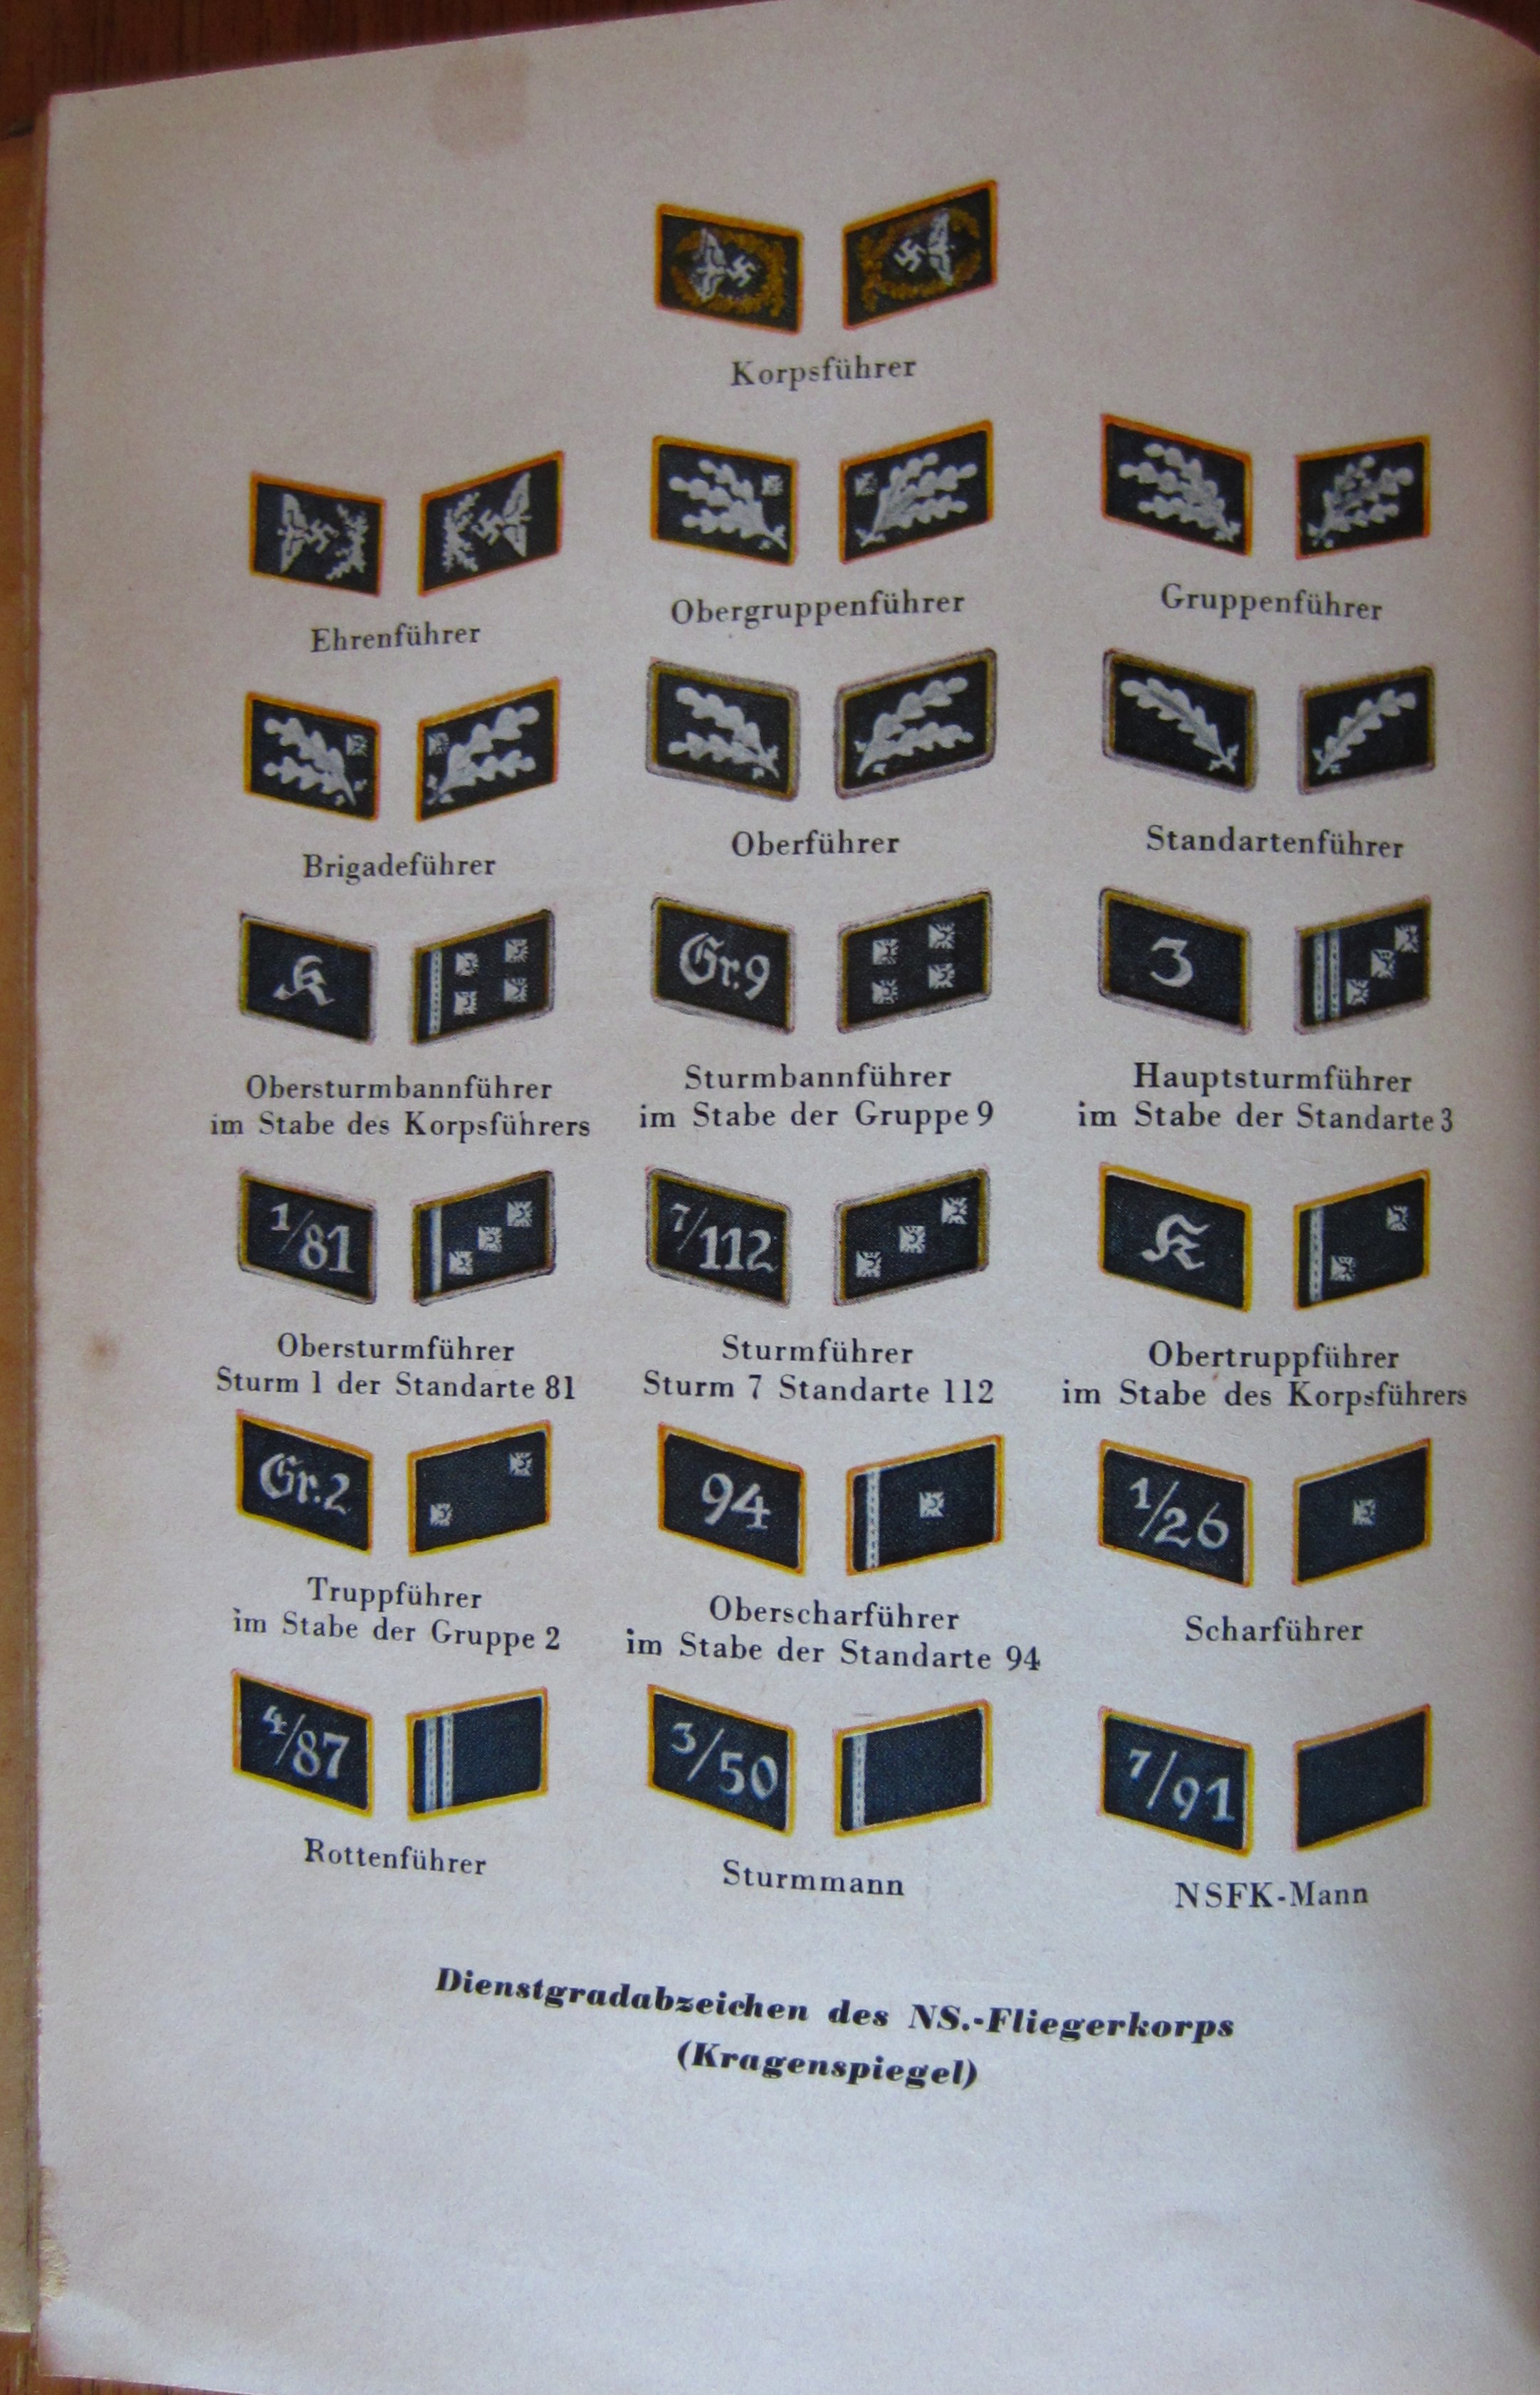 Korpsführer
Ehrenführer
Obergruppenführer
Gruppenführer
Brigadeführer
Oberführer
Standartenführer
K
Gr. 9
3
Obersturmbannführer
im Stabe des Korpsführers
Sturmbannführer
im Stabe der Gruppe 9
Hauptsturmführer
im Stabe der Standarte 3
1/81
7/112
K
Obersturmführer
Sturm 1 der Standarte 81
Sturmführer
Sturm 7 Standarte 112
Obertruppführer
im Stabe des Korpsführers
Gr. 2
94
1/26
Truppführer
im Stabe der Gruppe 2
Oberscharführer
im Stabe der Standarte 94
Scharführer
4/87
3/50
7/91
Rottenführer
Sturmmann
NSFK-Mann
Dienstgradabzeichen des NS.-Fliegerkorps
(Kragenspiegel)